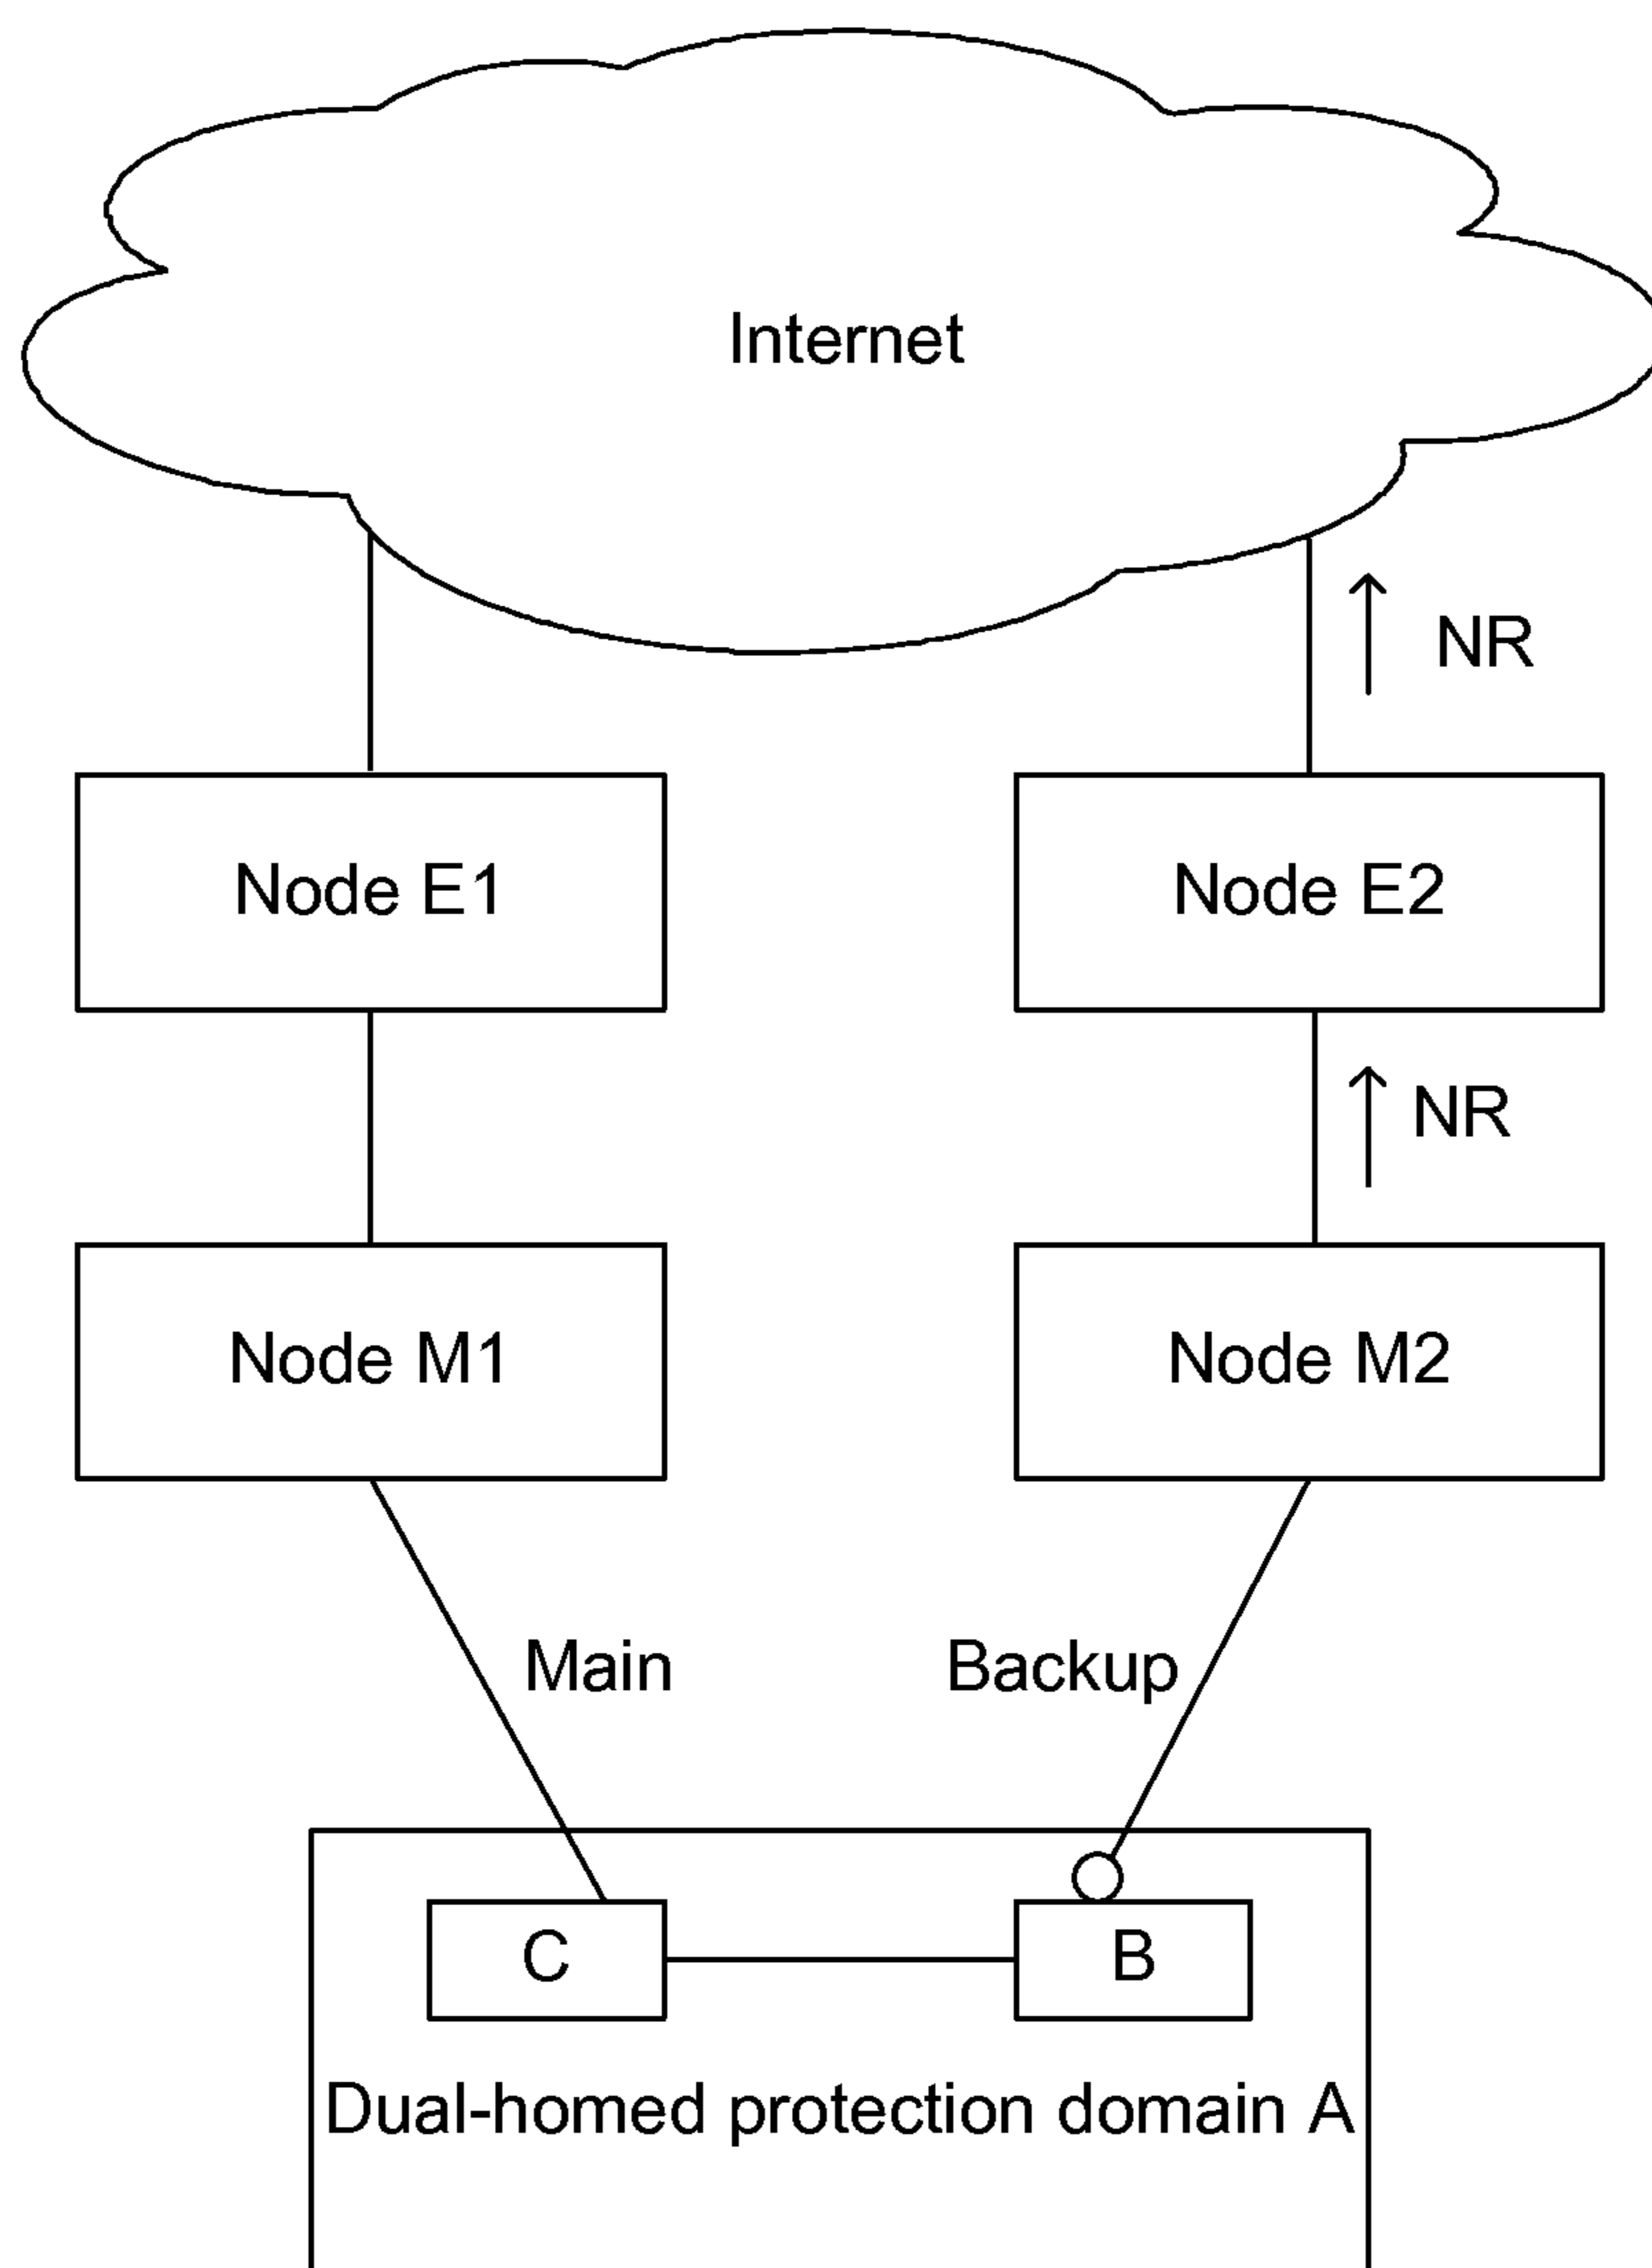 Internet
NR
Node E1
Node E2
NR
Node M1
Node M2
Main
Backup
C
B
Dual-homed protection domain A